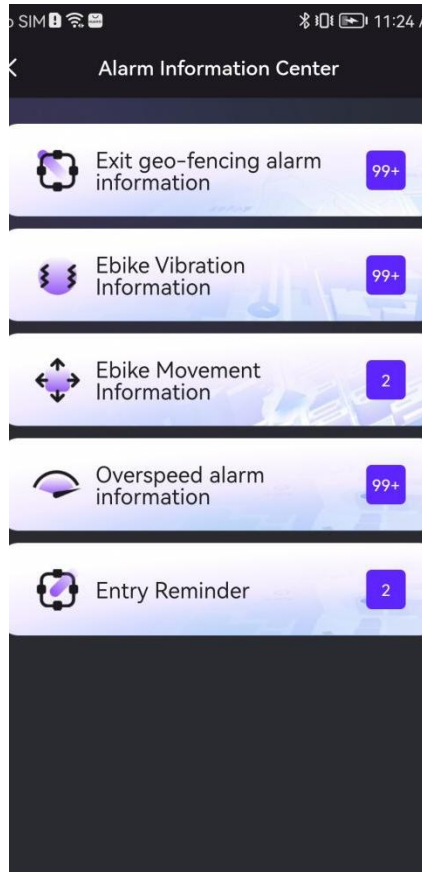 SIM
11:24
Alarm Information Center
Exit geo-fencing alarm
information
99+
Ebike Vibration
Information
99+
Ebike Movement
Information
2
Overspeed alarm
information
99+
Entry Reminder
2